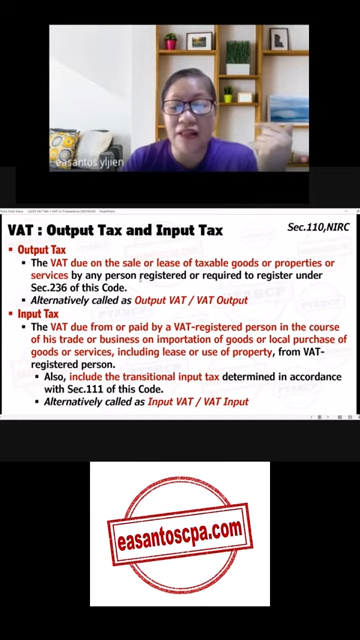 easantos yljien
VAT : Output Tax and Input Tax
Sec.110,NIRC
Output Tax
The VAT due on the sale or lease of taxable goods or properties or
services by any person registered or required to register under
Sec.236 of this Code.
Alternatively called as Output VAT / VAT Output
Input Tax
The VAT due from or paid by a VAT-registered person in the course
of his trade or business on importation of goods or local purchase of
goods or services, including lease or use of property, from VAT-
registered person.
Also, include the transitional input tax determined in accordance
with Sec.111 of this Code.
Alternatively called as Input VAT / VAT Input
easantoscpa.com